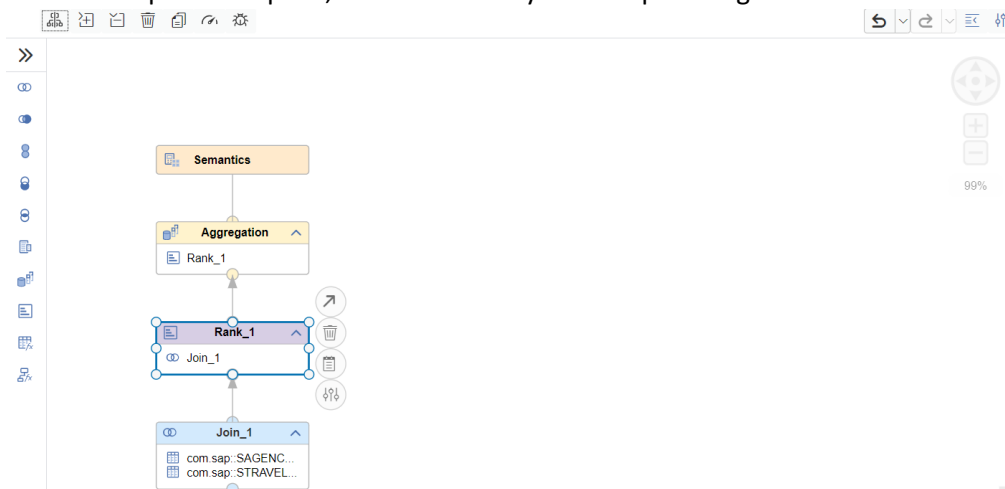 Semantics
99%
Aggregation
Rank_1
Rank_1
Join_1
Join_1
com.sap::SAGENC...
com.sap::STRAVEL...